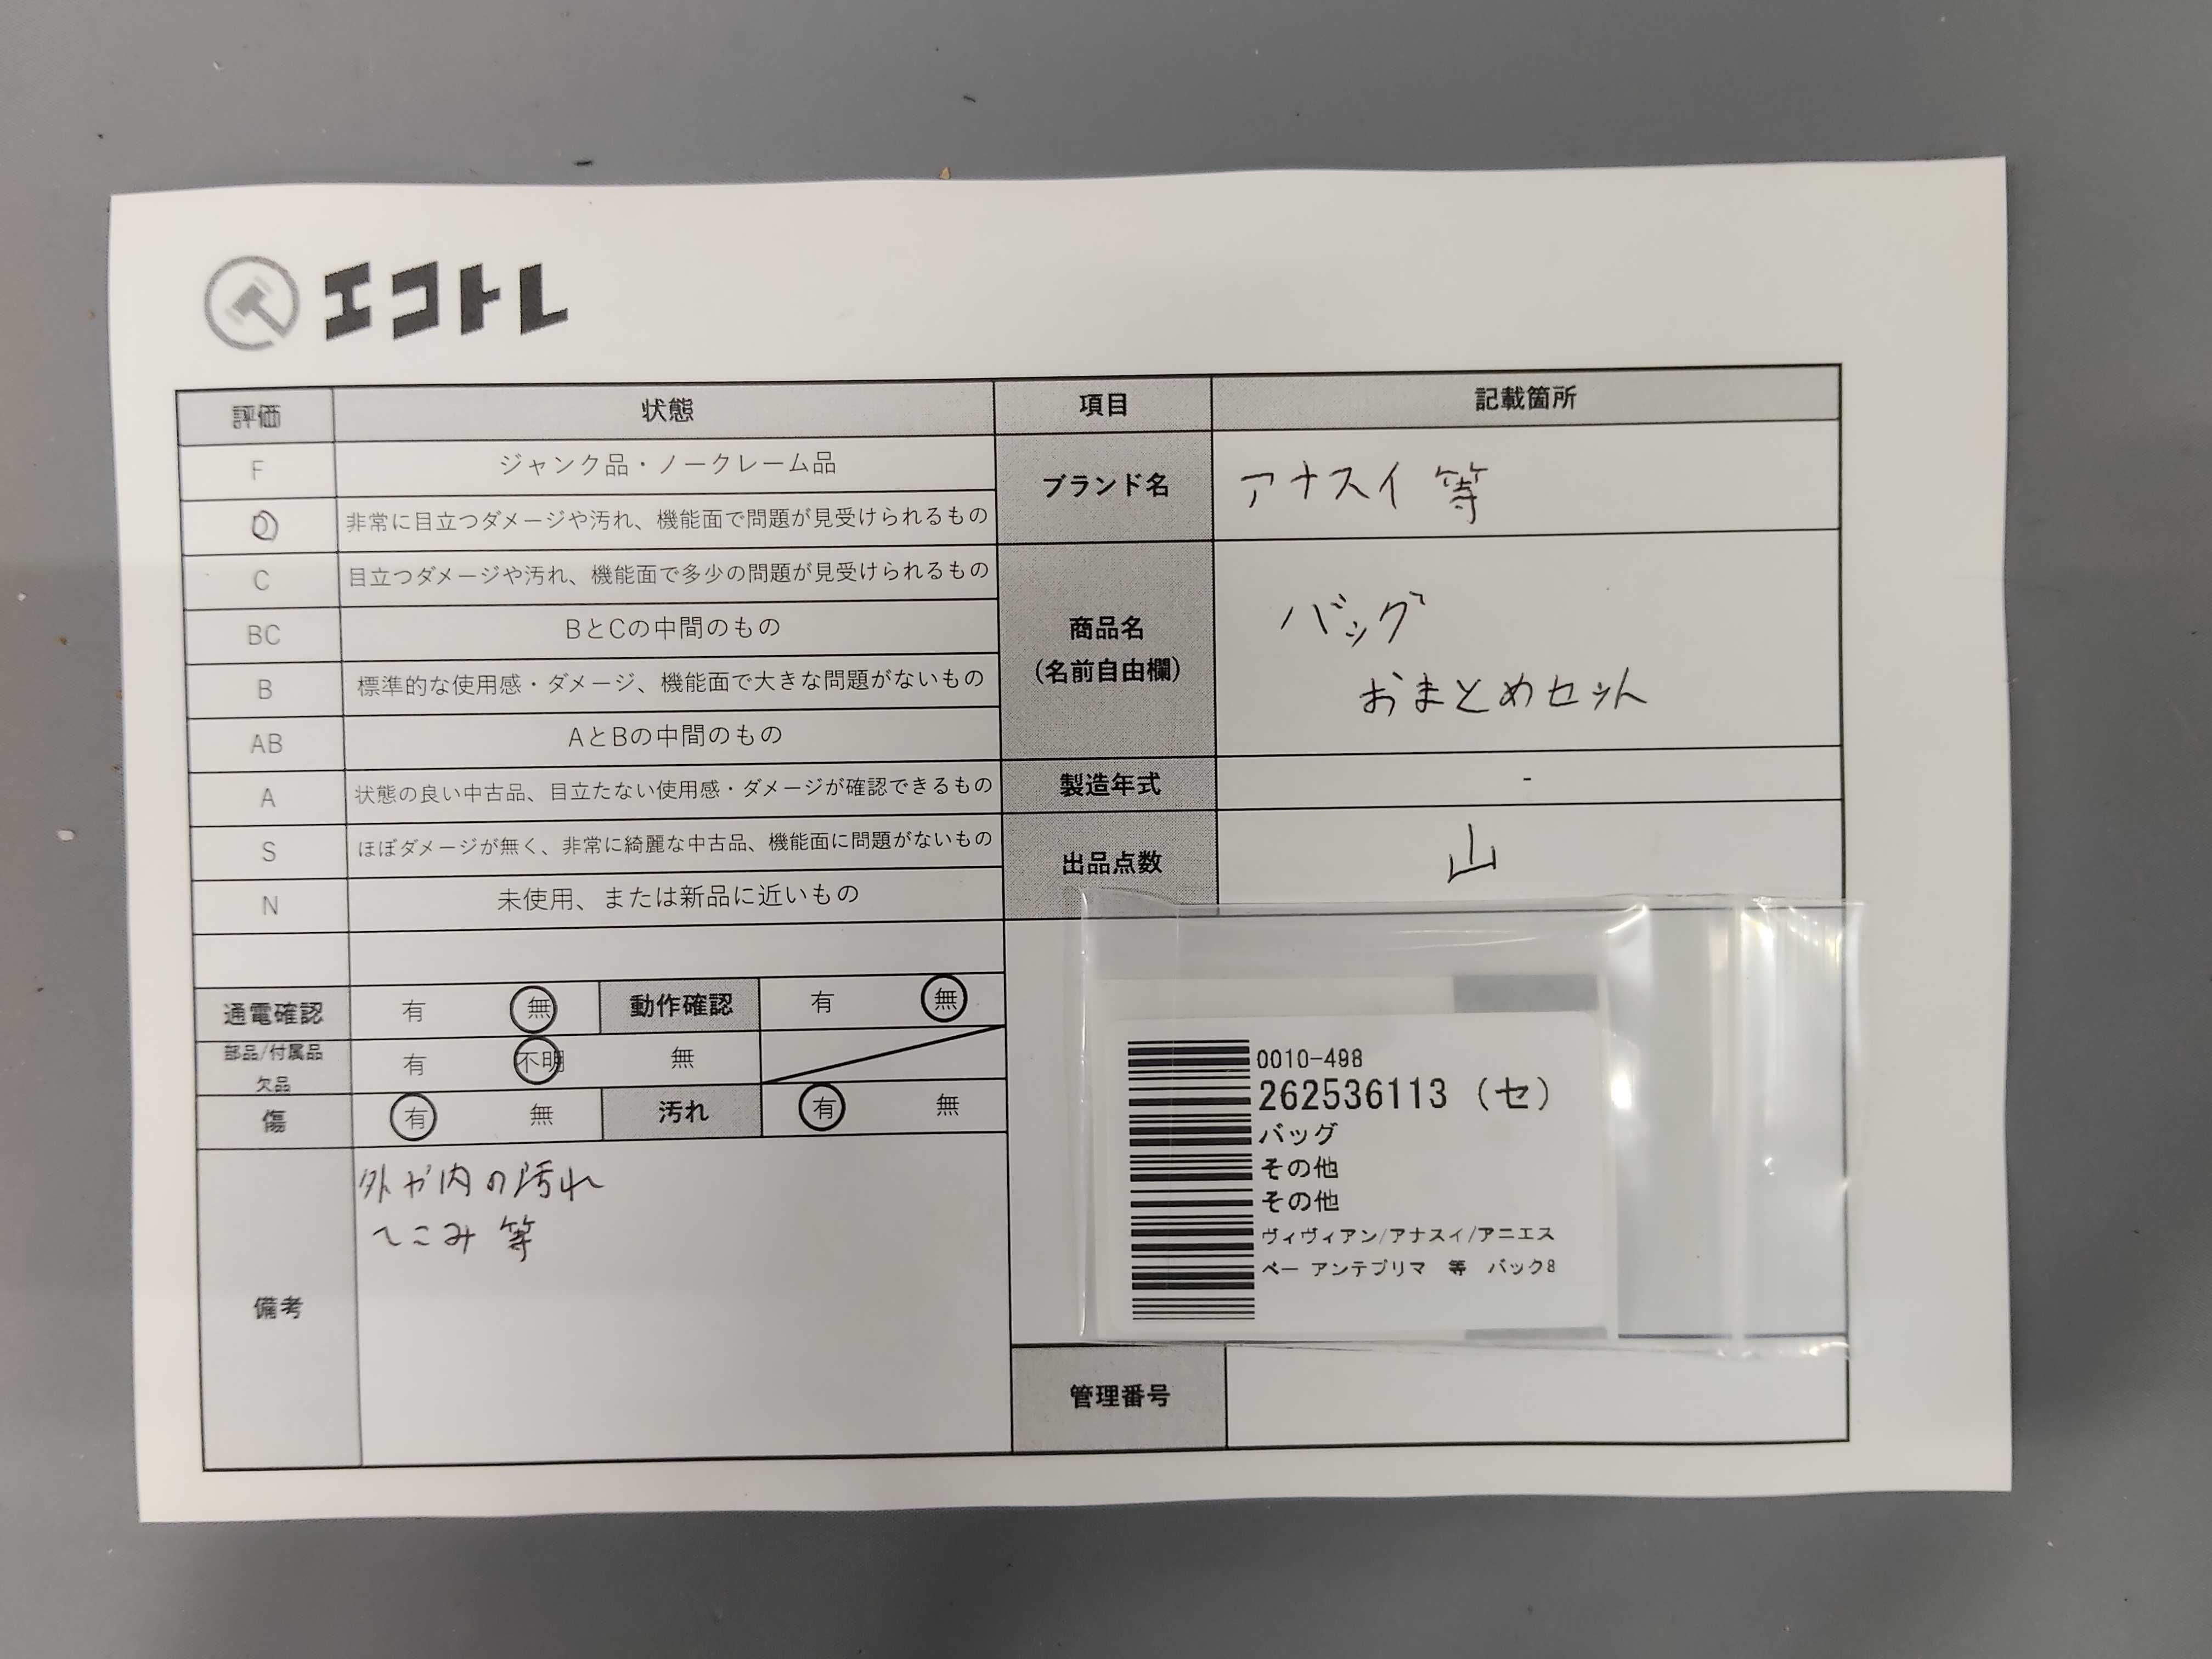 エコトレ
評価 状態 項目 記載箇所
F ジャンク品・ノークレーム品
D 非常に目立つダメージや汚れ、機能面で問題が見受けられるもの
ブランド名 アナスイ 等
C 目立つダメージや汚れ、機能面で多少の問題が見受けられるもの
BC BとCの中間のもの
B 標準的な使用感・ダメージ、機能面で大きな問題がないもの
AB AとBの中間のもの
商品名
(名前自由欄)
バッグ
おまとめセット
A 状態の良い中古品、目立たない使用感・ダメージが確認できるもの
製造年式 -
S ほぼダメージが無く、非常に綺麗な中古品、機能面に問題がないもの
出品点数 山
N 未使用、または新品に近いもの
通電確認 有 無 動作確認 有 無
部品/付属品
欠品
有 不明 無
傷 有 無 汚れ 有 無
備考
外や内の汚れ
へこみ 等
0010-498
262536113 (セ)
バッグ
その他
その他
ヴィヴィアン/アナスイ/アニエス
ベー アンテプリマ 等 バック8
管理番号